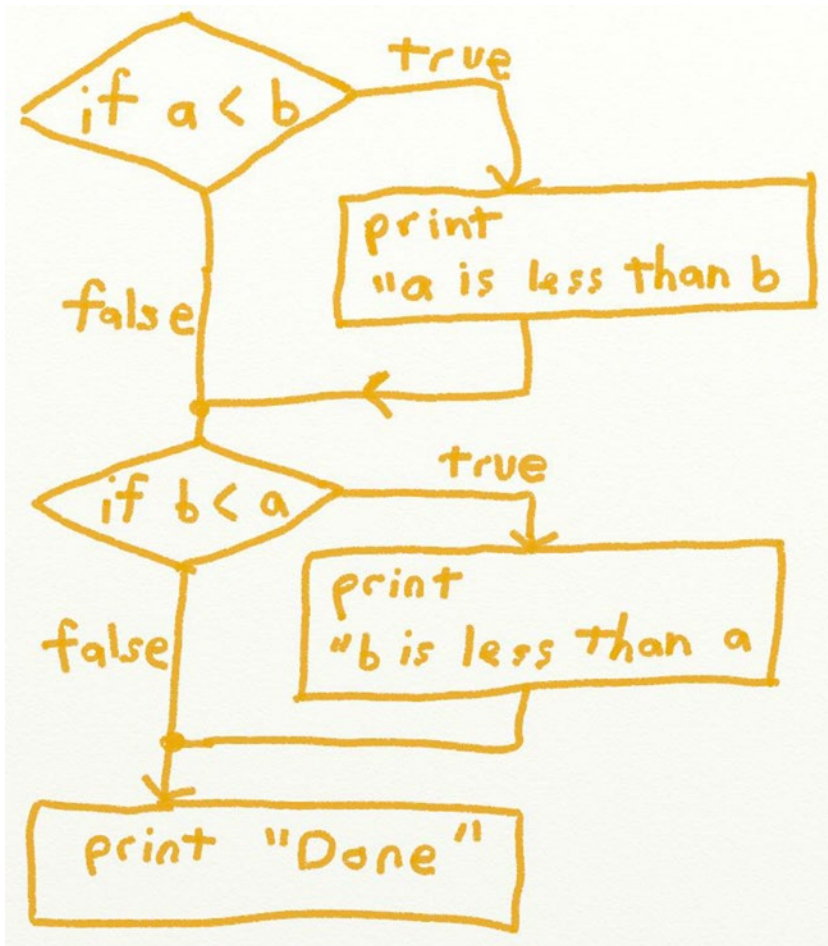 if a < b
true
print
"a is less than b
false
if b < a
true
print
"b is less than a
false
print "Done"